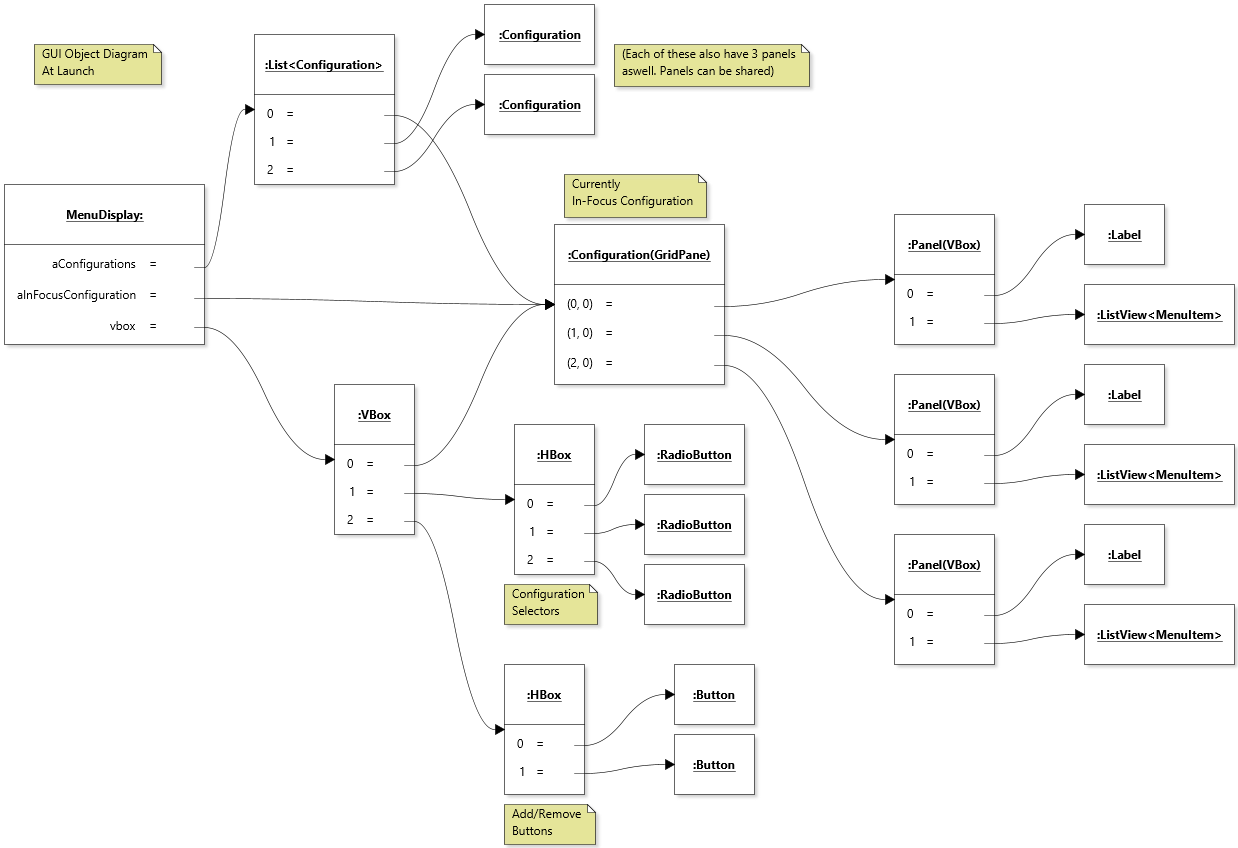 GUI Object Diagram
At Launch
:List<Configuration>
0 =
1 =
2 =
:Configuration
:Configuration
(Each of these also have 3 panels
aswell. Panels can be shared)
MenuDisplay:
aConfigurations =
aInFocusConfiguration =
vbox =
Currently
In-Focus Configuration
:Configuration(GridPane)
(0, 0) =
(1, 0) =
(2, 0) =
:Panel(VBox)
0 =
1 =
:Label
:ListView<MenuItem>
:Panel(VBox)
0 =
1 =
:Label
:ListView<MenuItem>
:Panel(VBox)
0 =
1 =
:Label
:ListView<MenuItem>
:VBox
0 =
1 =
2 =
:HBox
0 =
1 =
2 =
:RadioButton
:RadioButton
:RadioButton
Configuration
Selectors
:HBox
0 =
1 =
:Button
:Button
Add/Remove
Buttons